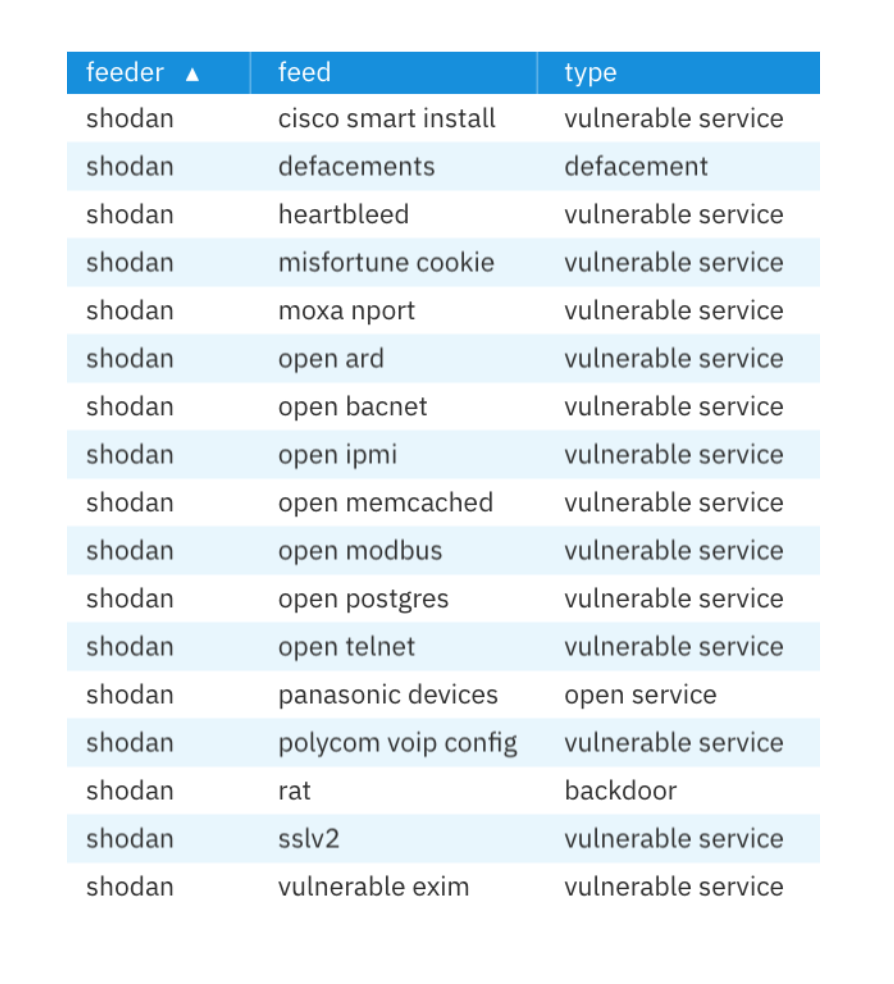 feeder ▲ feed type
shodan cisco smart install vulnerable service
shodan defacements defacement
shodan heartbleed vulnerable service
shodan misfortune cookie vulnerable service
shodan moxa nport vulnerable service
shodan open ard vulnerable service
shodan open bacnet vulnerable service
shodan open ipmi vulnerable service
shodan open memcached vulnerable service
shodan open modbus vulnerable service
shodan open postgres vulnerable service
shodan open telnet vulnerable service
shodan panasonic devices open service
shodan polycom voip config vulnerable service
shodan rat backdoor
shodan sslv2 vulnerable service
shodan vulnerable exim vulnerable service